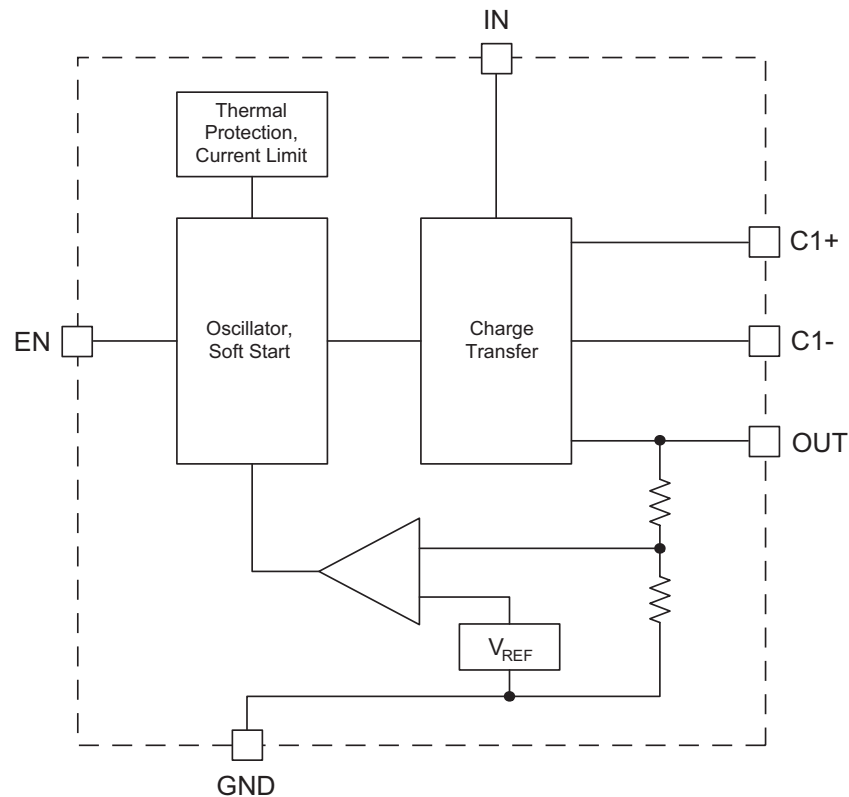 IN
Thermal
Protection,
Current Limit
C1+
EN
Oscillator,
Soft Start
Charge
Transfer
C1-
OUT
VREF
GND